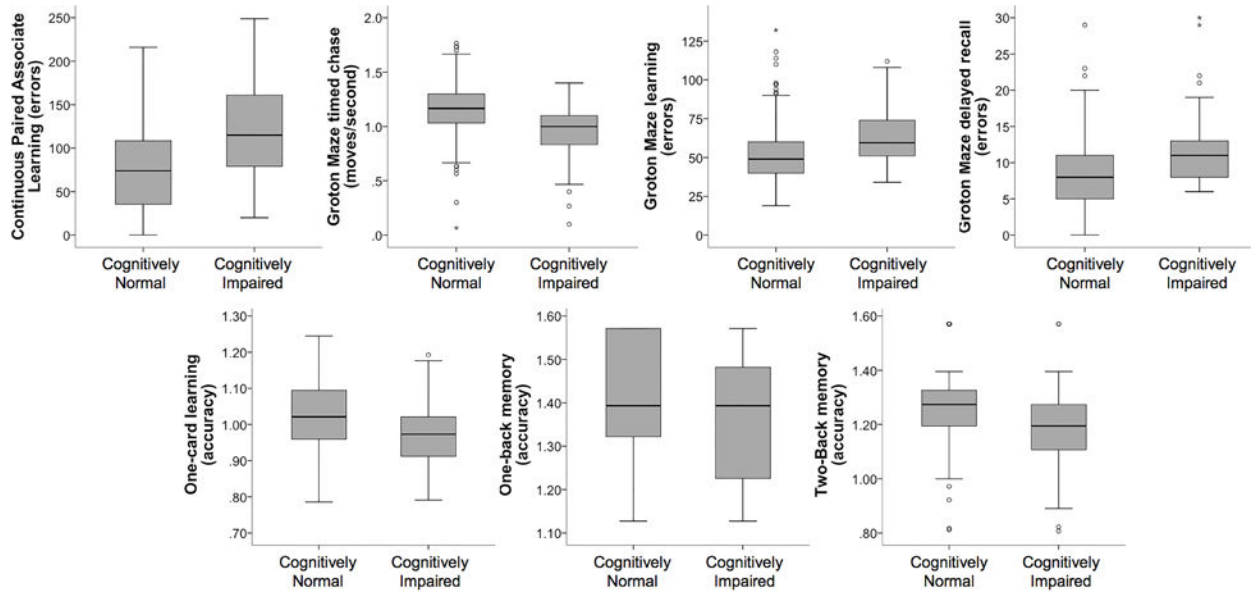 Continuous Paired Associate
Learning (errors)
250
200
150
100
50
0
Cognitively
Normal
Cognitively
Impaired
Groton Maze timed chase
(moves/second)
2.0
1.5
1.0
.5
.0
Cognitively
Normal
Cognitively
Impaired
Groton Maze learning
(errors)
125
100
75
50
25
0
Cognitively
Normal
Cognitively
Impaired
Groton Maze delayed recall
(errors)
30
25
20
15
10
5
0
Cognitively
Normal
Cognitively
Impaired
One-card learning
(accuracy)
1.30
1.20
1.10
1.00
.90
.80
.70
Cognitively
Normal
Cognitively
Impaired
One-back memory
(accuracy)
1.60
1.50
1.40
1.30
1.20
1.10
Cognitively
Normal
Cognitively
Impaired
Two-Back memory
(accuracy)
1.60
1.40
1.20
1.00
.80
Cognitively
Normal
Cognitively
Impaired